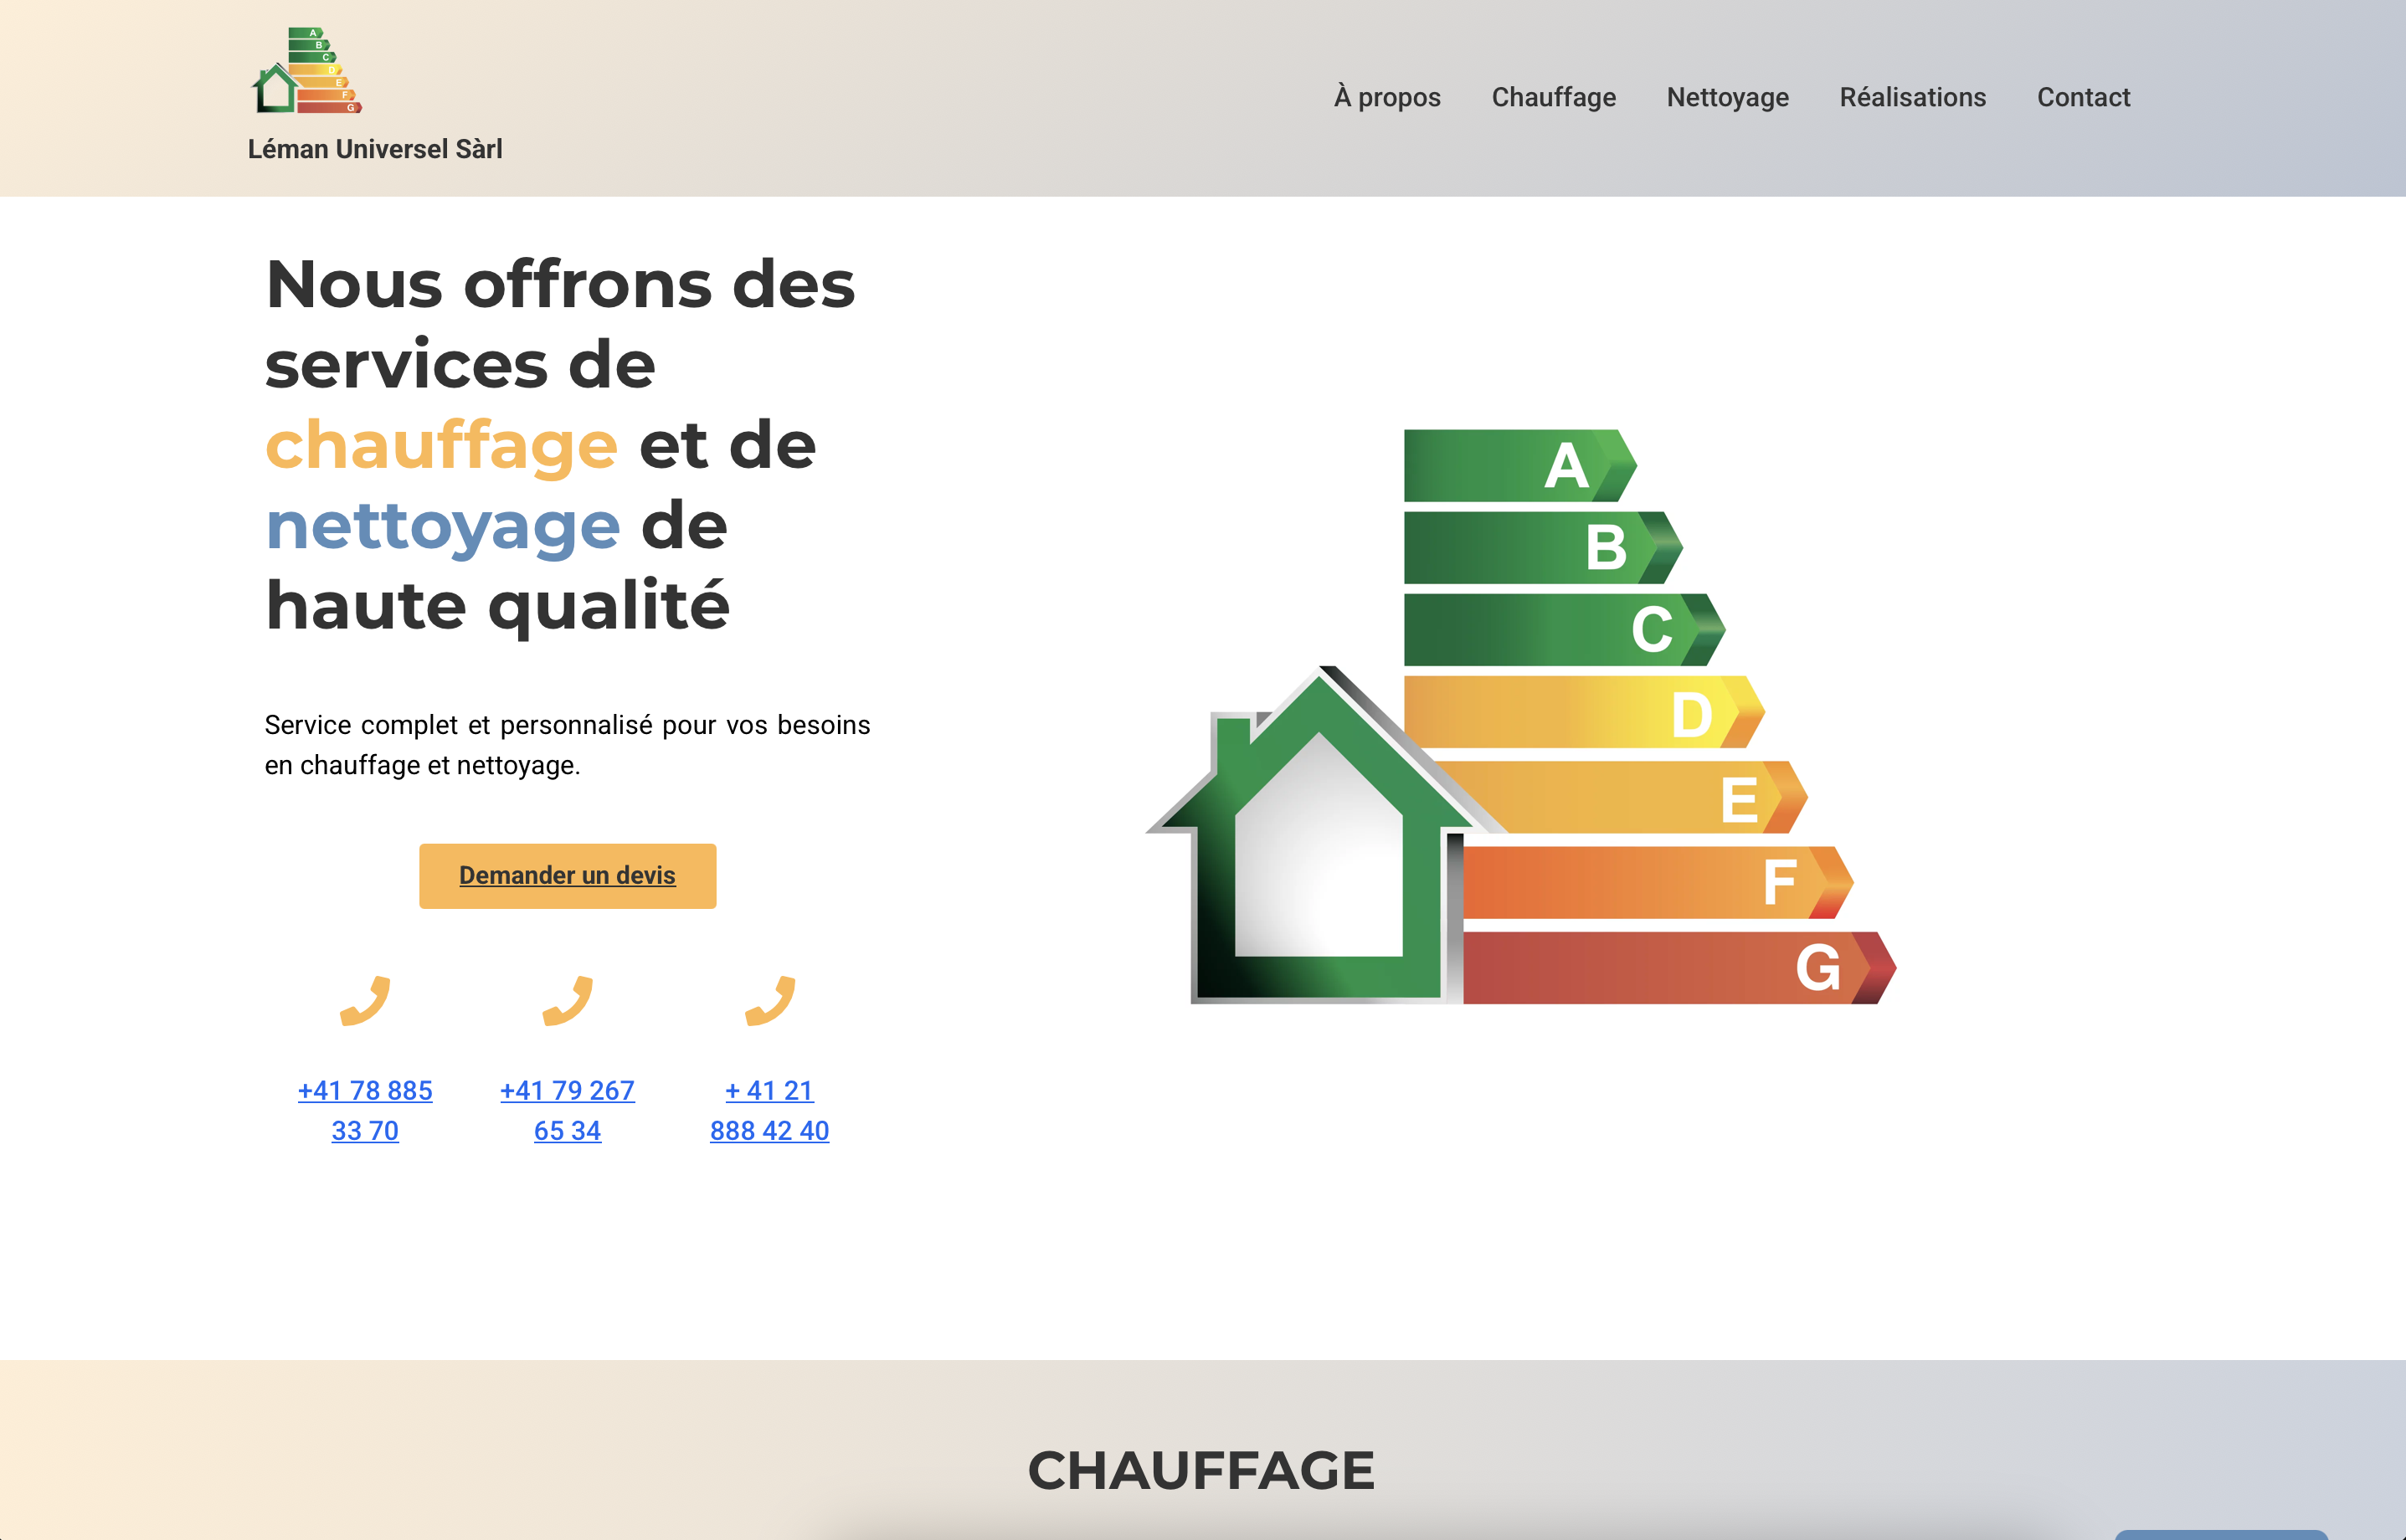 A
B
C
D
E
F
G
Léman Universel Sàrl
À propos
Chauffage
Nettoyage
Réalisations
Contact
Nous offrons des
services de
chauffage et de
nettoyage de
haute qualité
Service complet et personnalisé pour vos besoins
en chauffage et nettoyage.
Demander un devis
+41 78 885
33 70
+41 79 267
65 34
+ 41 21
888 42 40
A
B
C
D
E
F
G
CHAUFFAGE